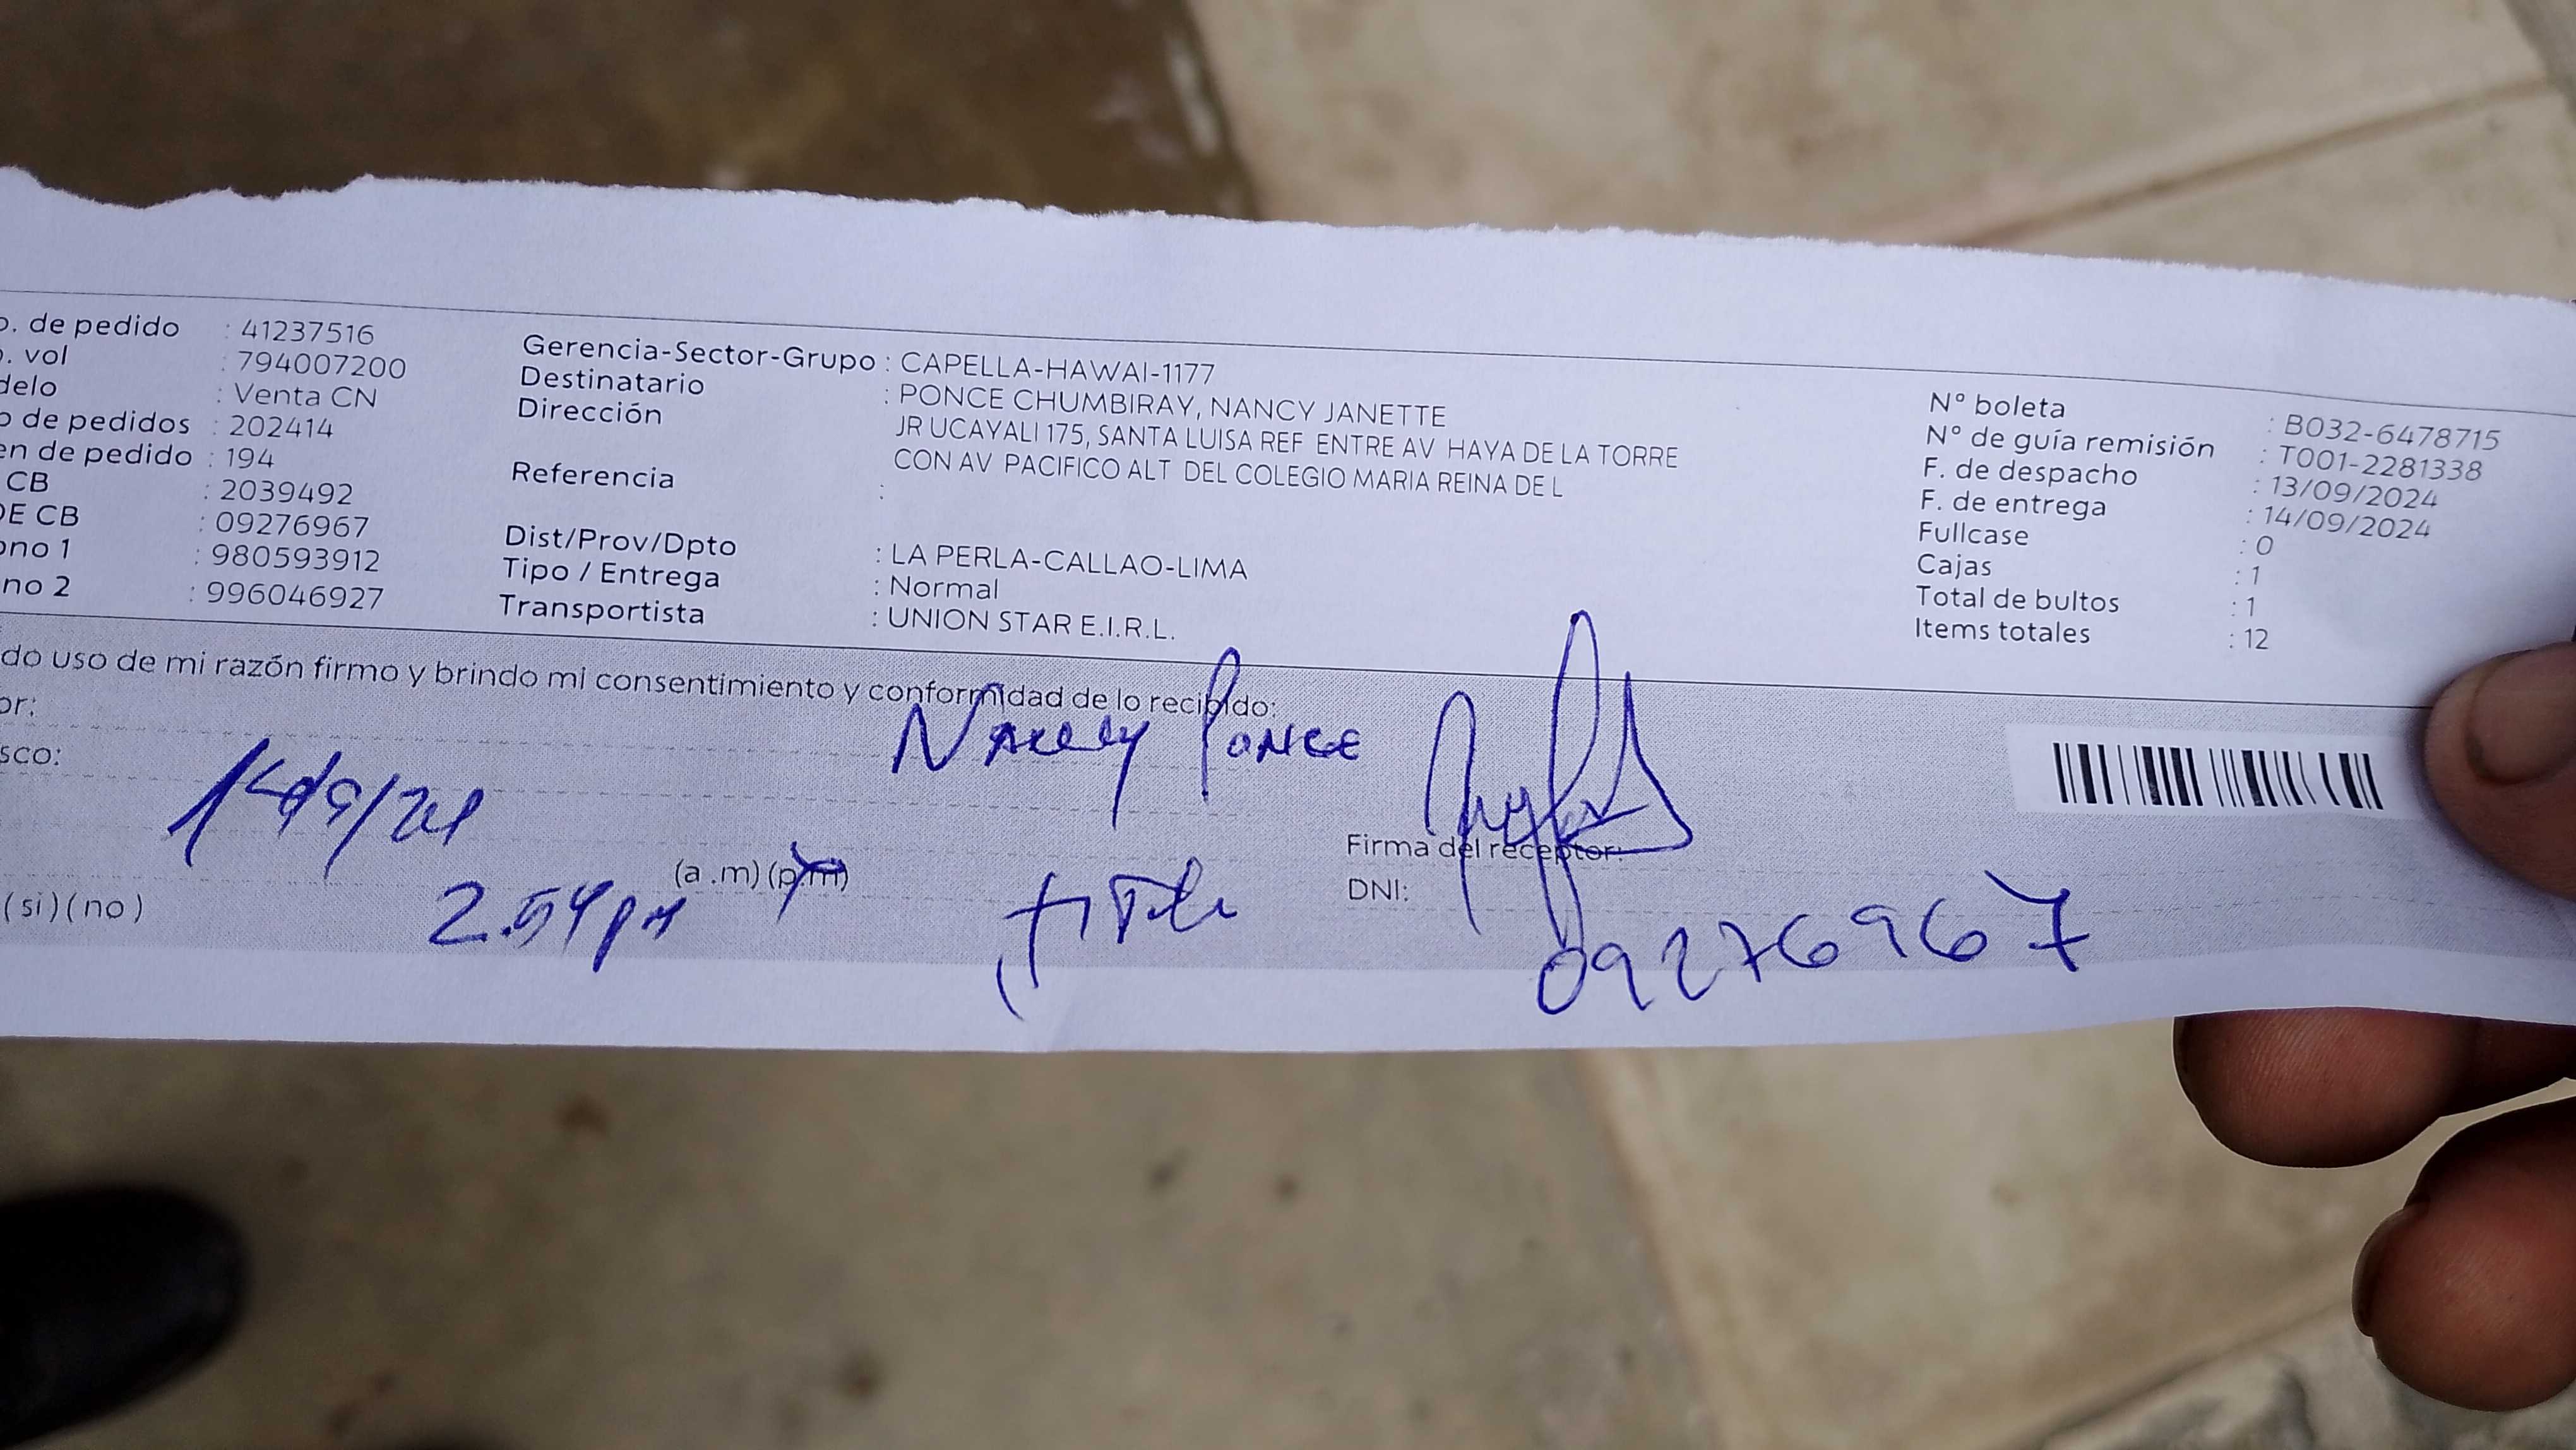 o. de pedido : 41237516
o. vol : 794007200
delo : Venta CN
o de pedidos : 202414
en de pedido : 194
CB : 2039492
DE CB : 09276967
ono 1 : 980593912
no 2 : 996046927
Gerencia-Sector-Grupo : CAPELLA-HAWAI-1177
Destinatario : PONCE CHUMBIRAY, NANCY JANETTE
Dirección JR UCAYALI 175, SANTA LUISA REF ENTRE AV HAYA DE LA TORRE
CON AV PACIFICO ALT DEL COLEGIO MARIA REINA DE L
Referencia :
Dist/Prov/Dpto : LA PERLA-CALLAO-LIMA
Tipo / Entrega : Normal
Transportista : UNION STAR E.I.R.L.
N° boleta : B032-6478715
N° de guía remisión : T001-2281338
F. de despacho : 13/09/2024
F. de entrega : 14/09/2024
Fullcase : 0
Cajas : 1
Total de bultos : 1
Items totales : 12
do uso de mi razón firmo y brindo mi consentimiento y conformidad de lo recibido:
or: Nancy Ponce
sco:
Firma del receptor:
(a .m) (p.m)
DNI: 09276967
(si) (no) 2.54 pm